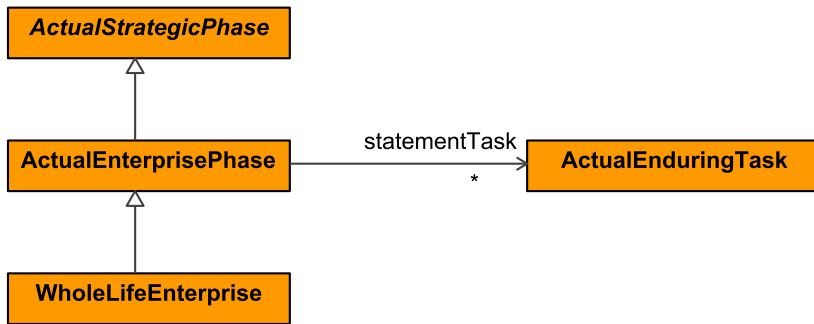 ActualStrategicPhase
statementTask
ActualEnterprisePhase
ActualEnduringTask
*
WholeLifeEnterprise